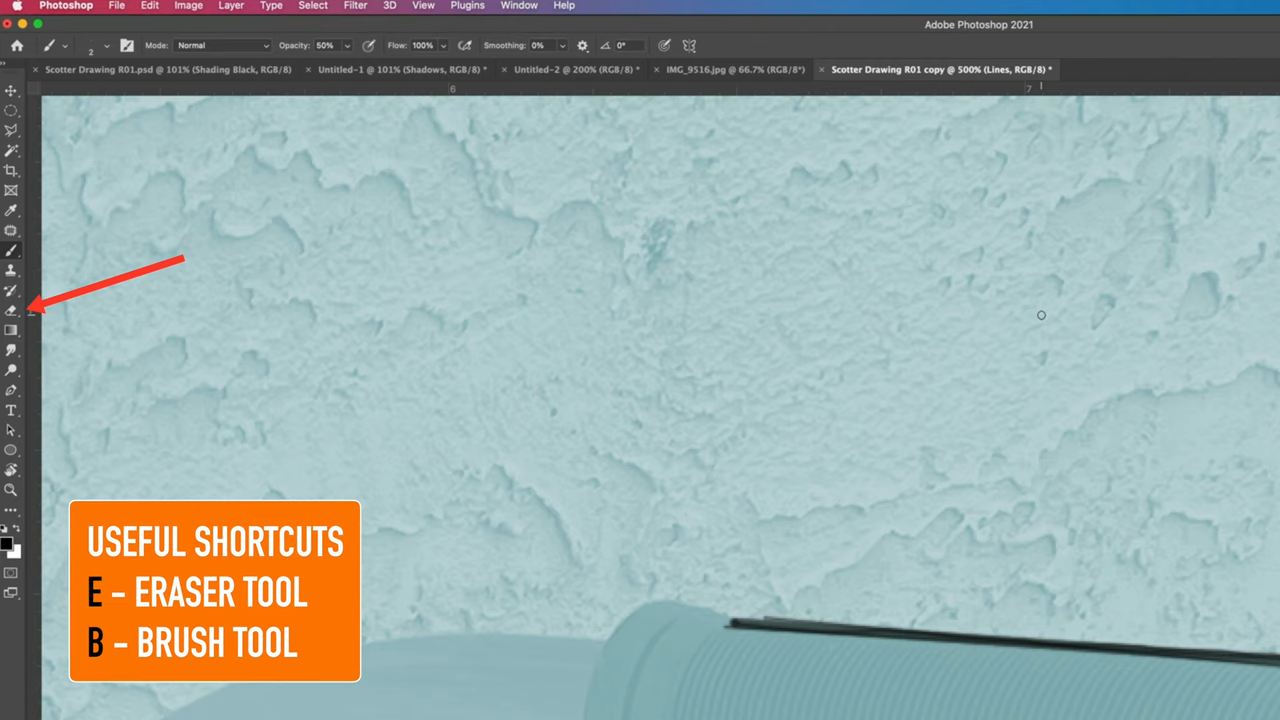 Photoshop File Edit Image Layer Type Select Filter 3D View Plugins Window Help
Adobe Photoshop 2021
2 Mode: Normal Opacity: 50% Flow: 100% Smoothing: 0% 0°
Scotter Drawing R01.psd @ 101% (Shading Black, RGB/8) Untitled-1 @ 101% (Shadows, RGB/8) * Untitled-2 @ 200% (RGB/8) * IMG_9516.jpg @ 66.7% (RGB/8*) Scotter Drawing R01 copy @ 500% (Lines, RGB/8) *
6 7
USEFUL SHORTCUTS
E – ERASER TOOL
B – BRUSH TOOL